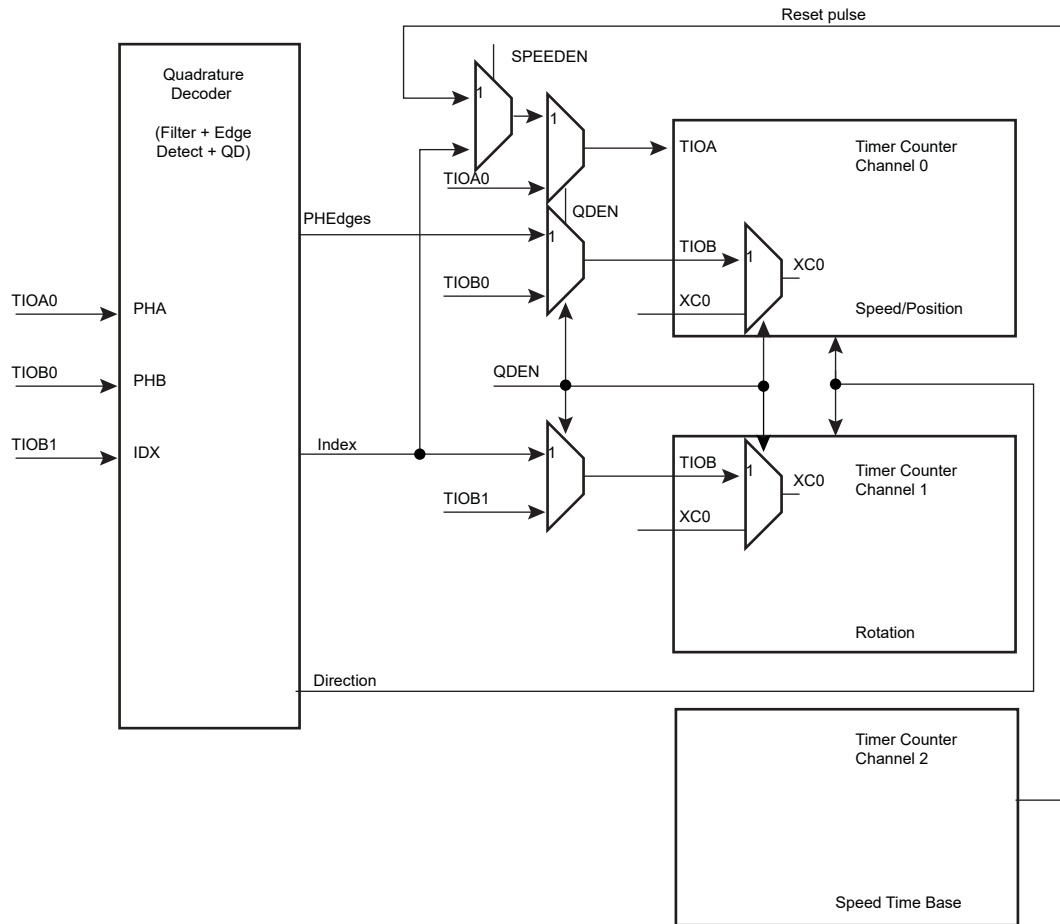 Reset pulse
SPEEDEN
Quadrature
Decoder
(Filter + Edge
Detect + QD)
1
1
TIOA
Timer Counter
Channel 0
TIOA0
QDEN
PHEdges
1
TIOB
1
XC0
TIOB0
TIOA0
PHA
XC0
Speed/Position
QDEN
TIOB0
PHB
TIOB1
IDX
Index
1
TIOB
1
XC0
Timer Counter
Channel 1
TIOB1
XC0
Rotation
Direction
Timer Counter
Channel 2
Speed Time Base